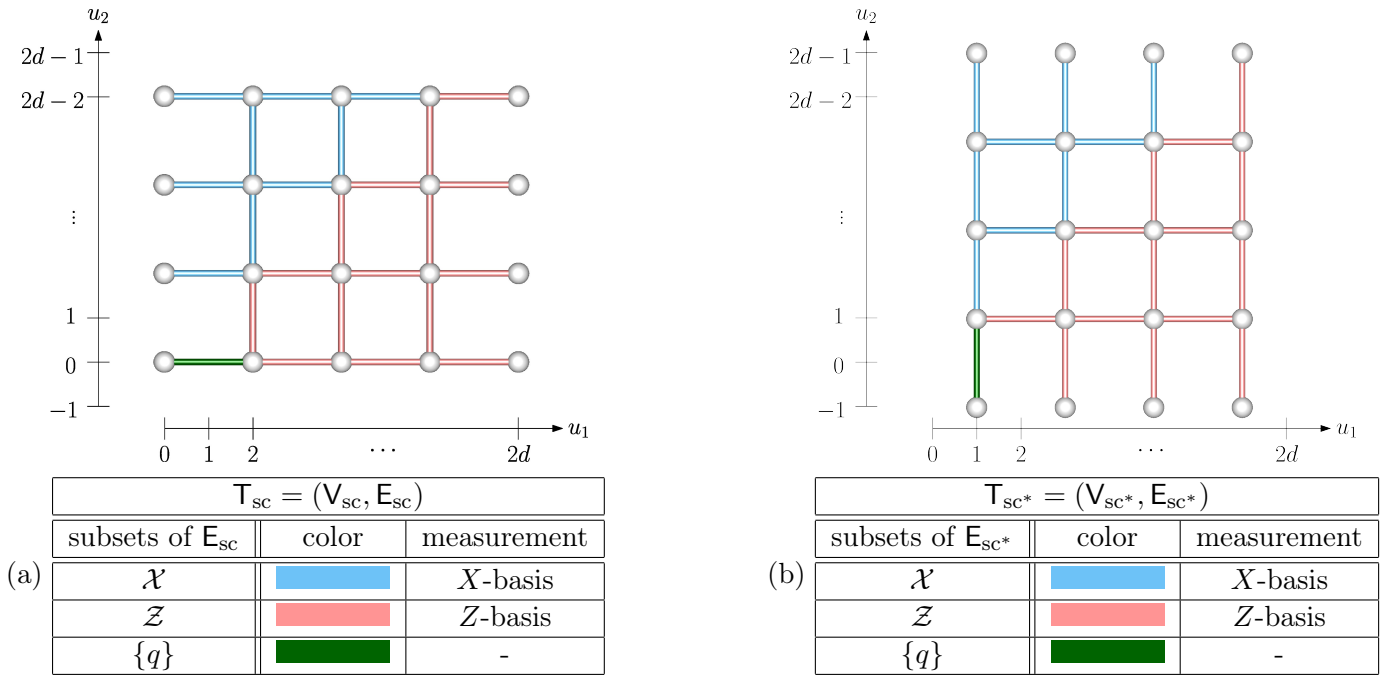 u₂
2d − 1
2d − 2
⋮
1
0
−1
0 1 2 ⋯ 2d u₁
T_sc = (V_sc, E_sc)
subsets of E_sc color measurement
(a)
𝒳 X-basis
𝒵 Z-basis
{q} -
u₂
2d − 1
2d − 2
⋮
1
0
−1
0 1 2 ⋯ 2d u₁
T_sc* = (V_sc*, E_sc*)
subsets of E_sc* color measurement
(b)
𝒳 X-basis
𝒵 Z-basis
{q} -